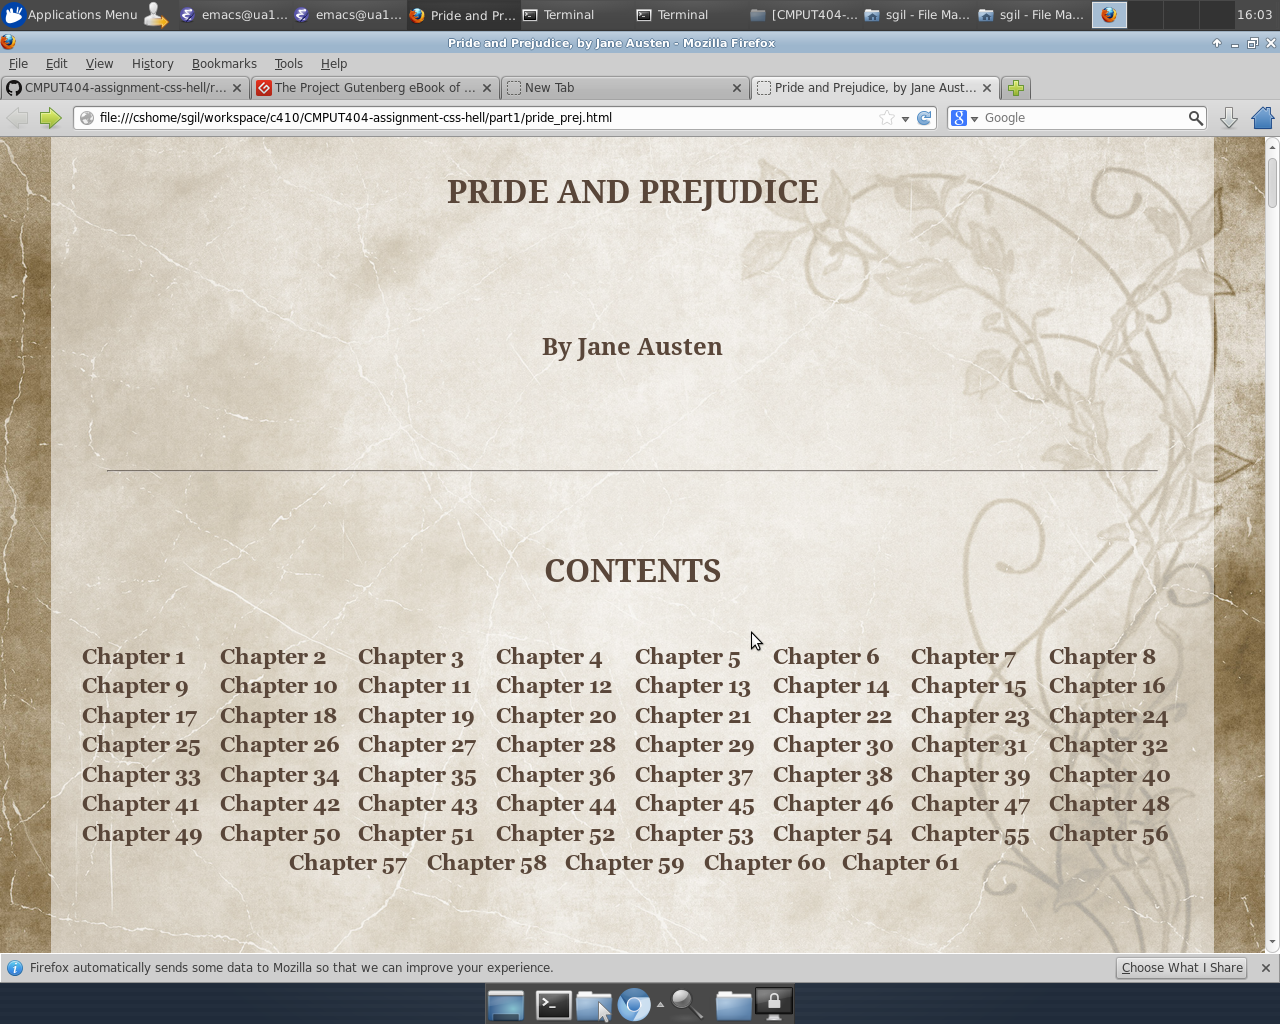 Applications Menu emacs@ua1... emacs@ua1... Pride and Pr... Terminal Terminal [CMPUT404-... sgil - File Ma... sgil - File Ma... 16:03
Pride and Prejudice, by Jane Austen - Mozilla Firefox
File Edit View History Bookmarks Tools Help
CMPUT404-assignment-css-hell/r... The Project Gutenberg eBook of ... New Tab Pride and Prejudice, by Jane Aust...
file:///cshome/sgil/workspace/c410/CMPUT404-assignment-css-hell/part1/pride_prej.html Google
PRIDE AND PREJUDICE
By Jane Austen
CONTENTS
Chapter 1 Chapter 2 Chapter 3 Chapter 4 Chapter 5 Chapter 6 Chapter 7 Chapter 8
Chapter 9 Chapter 10 Chapter 11 Chapter 12 Chapter 13 Chapter 14 Chapter 15 Chapter 16
Chapter 17 Chapter 18 Chapter 19 Chapter 20 Chapter 21 Chapter 22 Chapter 23 Chapter 24
Chapter 25 Chapter 26 Chapter 27 Chapter 28 Chapter 29 Chapter 30 Chapter 31 Chapter 32
Chapter 33 Chapter 34 Chapter 35 Chapter 36 Chapter 37 Chapter 38 Chapter 39 Chapter 40
Chapter 41 Chapter 42 Chapter 43 Chapter 44 Chapter 45 Chapter 46 Chapter 47 Chapter 48
Chapter 49 Chapter 50 Chapter 51 Chapter 52 Chapter 53 Chapter 54 Chapter 55 Chapter 56
Chapter 57 Chapter 58 Chapter 59 Chapter 60 Chapter 61
Firefox automatically sends some data to Mozilla so that we can improve your experience. Choose What I Share